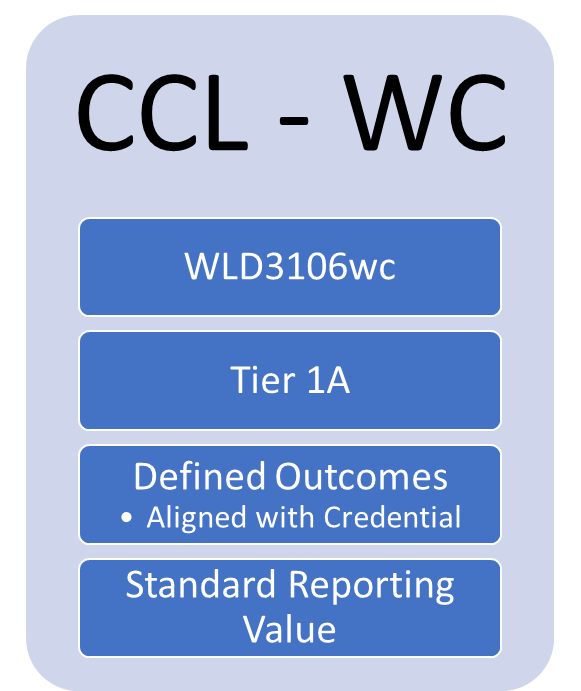 CCL - WC
WLD3106wc
Tier 1A
Defined Outcomes
• Aligned with Credential
Standard Reporting
Value